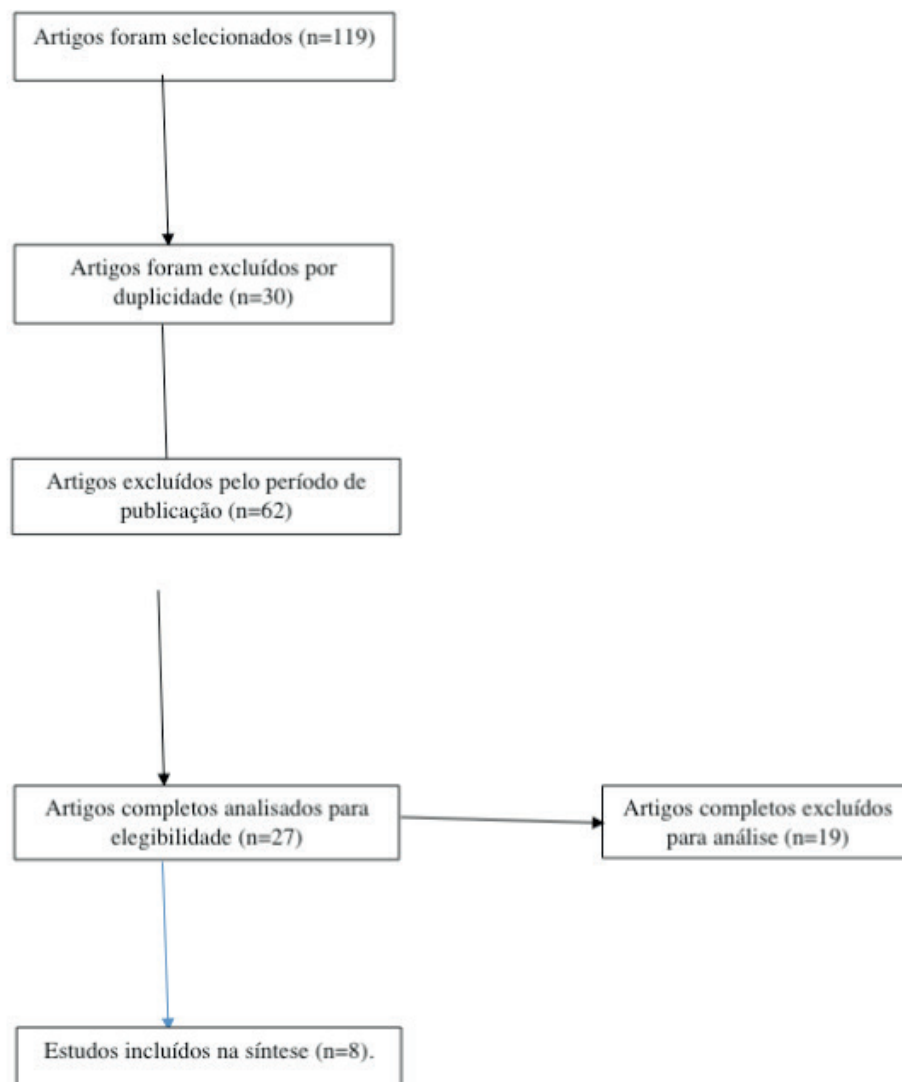 Artigos foram selecionados (n=119)
Artigos foram excluídos por
duplicidade (n=30)
Artigos excluídos pelo período de
publicação (n=62)
Artigos completos analisados para
elegibilidade (n=27)
Artigos completos excluídos
para análise (n=19)
Estudos incluídos na síntese (n=8).